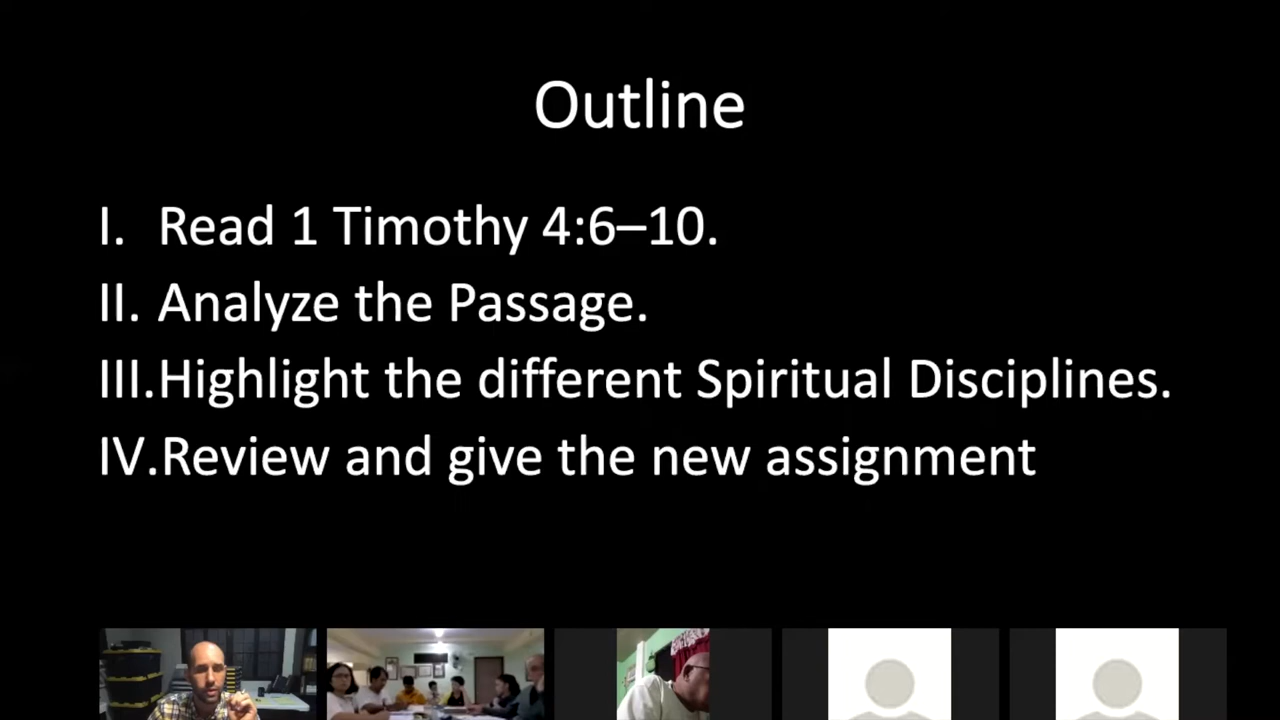 Outline
I. Read 1 Timothy 4:6–10.
II. Analyze the Passage.
III.Highlight the different Spiritual Disciplines.
IV.Review and give the new assignment